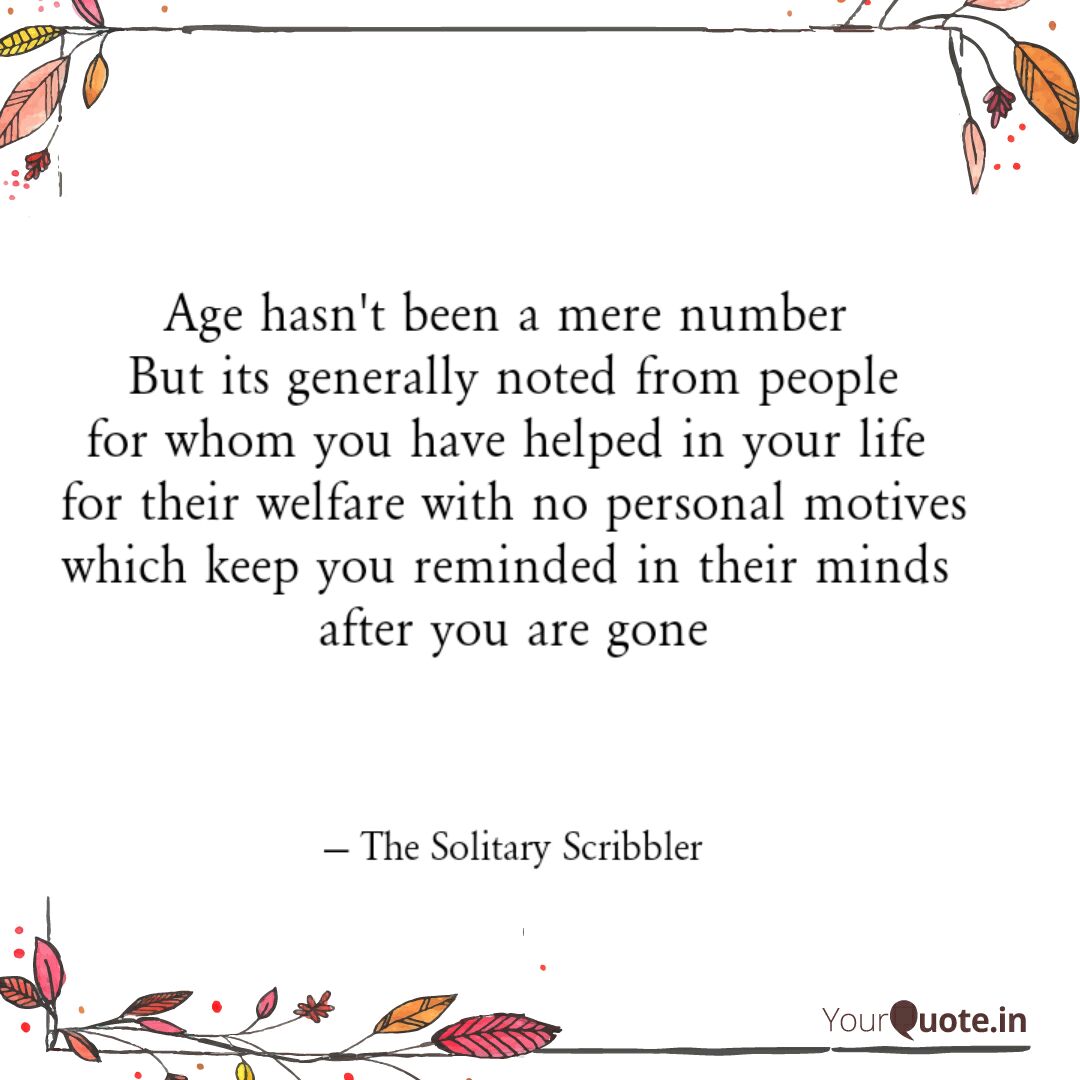 Age hasn't been a mere number
But its generally noted from people
for whom you have helped in your life
for their welfare with no personal motives
which keep you reminded in their minds
after you are gone
— The Solitary Scribbler
YourQuote.in